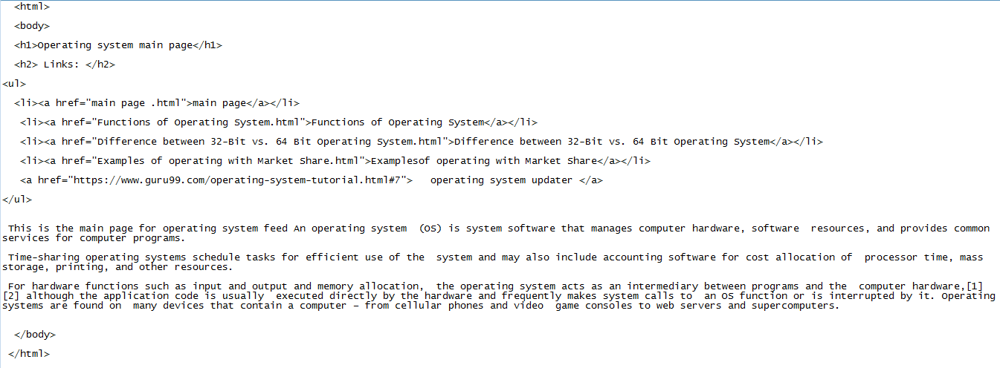 <html>
<body>
<h1>Operating system main page</h1>
<h2> Links: </h2>
<ul>
<li><a href="main page .html">main page</a></li>
<li><a href="Functions of Operating System.html">Functions of Operating System</a></li>
<li><a href="Difference between 32-Bit vs. 64 Bit Operating System.html">Difference between 32-Bit vs. 64 Bit Operating System</a></li>
<li><a href="Examples of operating with Market Share.html">Examplesof operating with Market Share</a></li>
<a href="https://www.guru99.com/operating-system-tutorial.html#7">   operating system updater </a>
</ul>
This is the main page for operating system feed An operating system  (OS) is system software that manages computer hardware, software  resources, and provides common
services for computer programs.
Time-sharing operating systems schedule tasks for efficient use of the  system and may also include accounting software for cost allocation of  processor time, mass
storage, printing, and other resources.
For hardware functions such as input and output and memory allocation,  the operating system acts as an intermediary between programs and the  computer hardware,[1]
[2] although the application code is usually  executed directly by the hardware and frequently makes system calls to  an OS function or is interrupted by it. Operating
systems are found on  many devices that contain a computer – from cellular phones and video  game consoles to web servers and supercomputers.
</body>
</html>